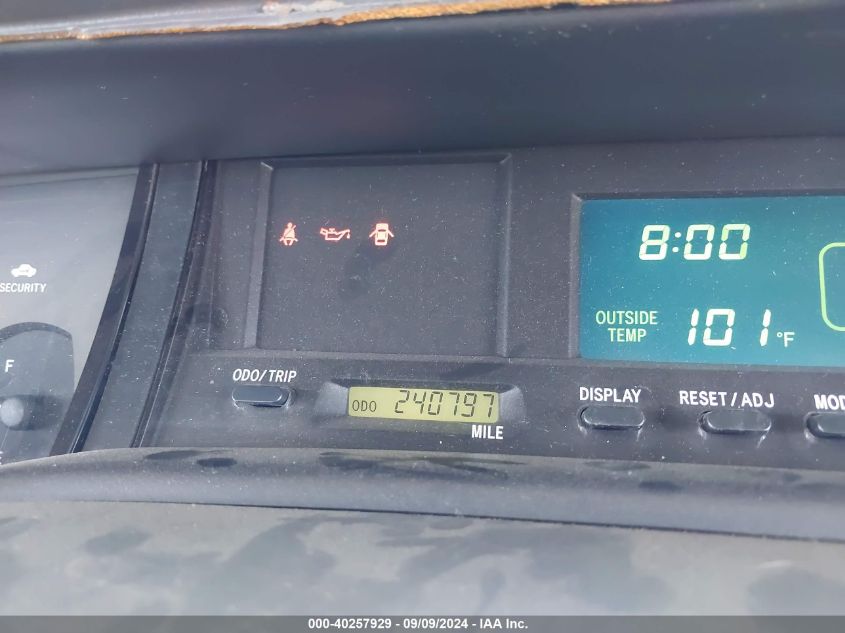 8:00
SECURITY
OUTSIDE
TEMP
101 °F
F
ODO/TRIP
ODO 240797
MILE
DISPLAY
RESET / ADJ
MOD
000-40257929 - 09/09/2024 - IAA Inc.